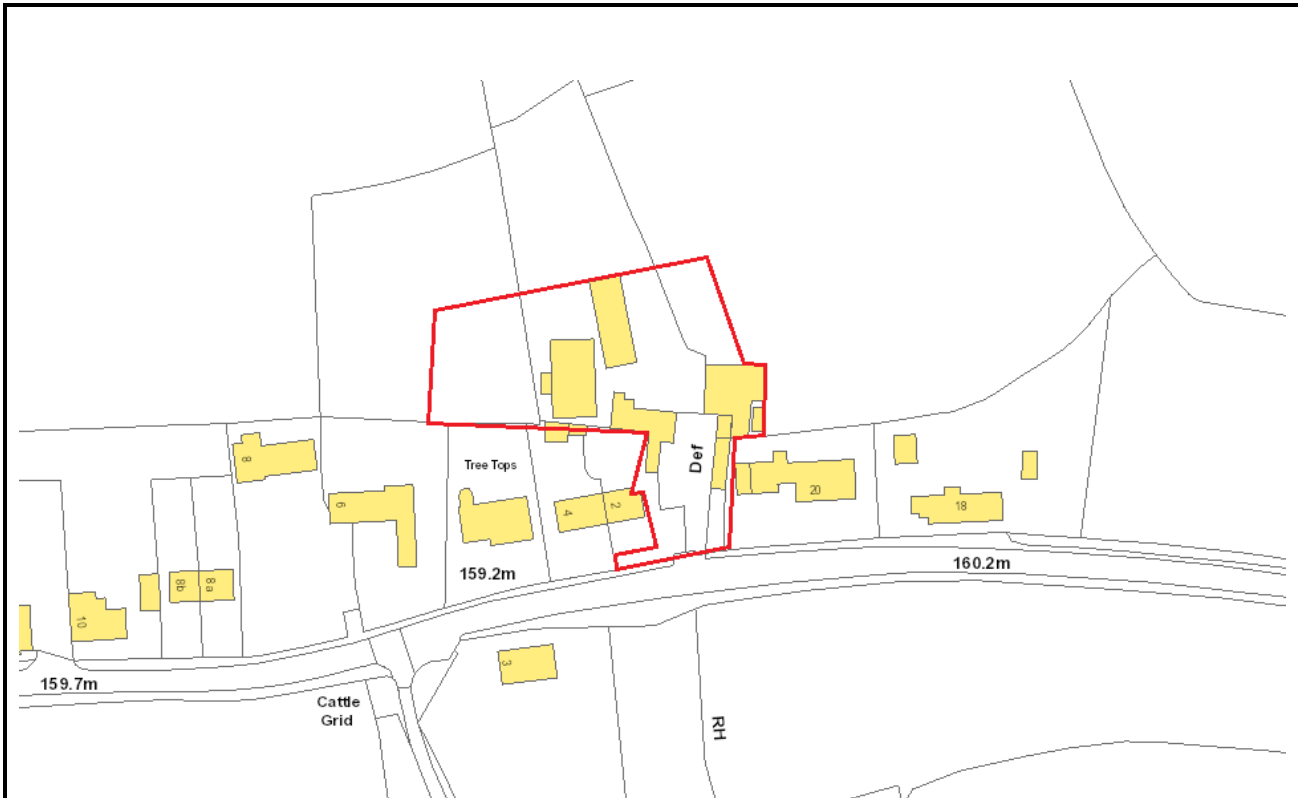 Def
8
Tree Tops
20
6
18
2
4
160.2m
159.2m
8b
8a
10
3
159.7m
Cattle
Grid
RH